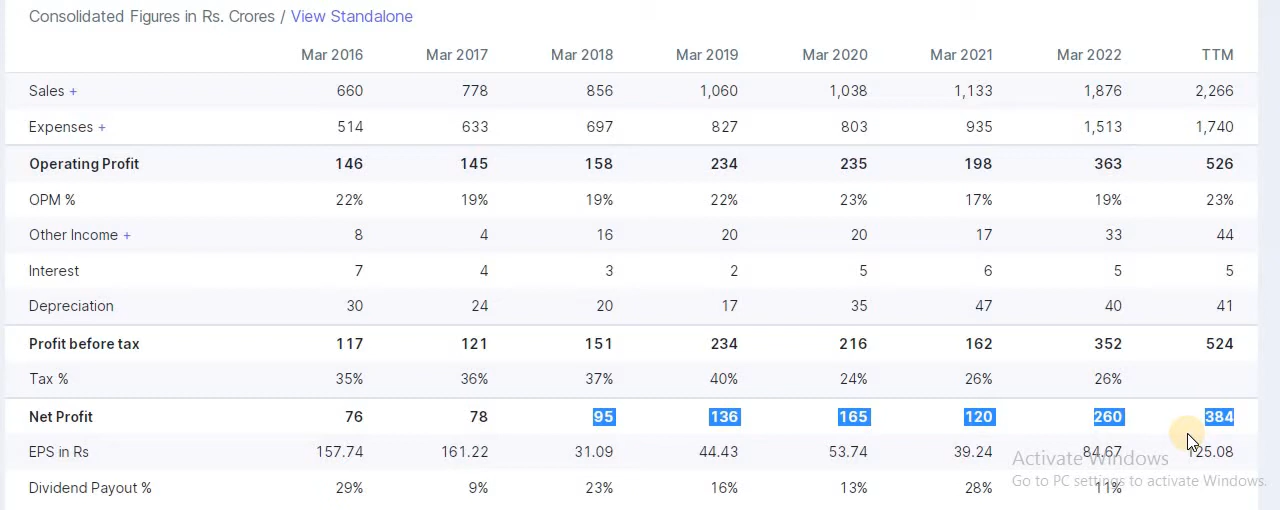 Consolidated Figures in Rs. Crores / View Standalone
Mar 2016 Mar 2017 Mar 2018 Mar 2019 Mar 2020 Mar 2021 Mar 2022 TTM
Sales + 660 778 856 1,060 1,038 1,133 1,876 2,266
Expenses + 514 633 697 827 803 935 1,513 1,740
Operating Profit 146 145 158 234 235 198 363 526
OPM % 22% 19% 19% 22% 23% 17% 19% 23%
Other Income + 8 4 16 20 20 17 33 44
Interest 7 4 3 2 5 6 5 5
Depreciation 30 24 20 17 35 47 40 41
Profit before tax 117 121 151 234 216 162 352 524
Tax % 35% 36% 37% 40% 24% 26% 26%
Net Profit 76 78 95 136 165 120 260 384
EPS in Rs 157.74 161.22 31.09 44.43 53.74 39.24 84.67 125.08
Activate Windows
Go to PC settings to activate Windows.
Dividend Payout % 29% 9% 23% 16% 13% 28% 11%